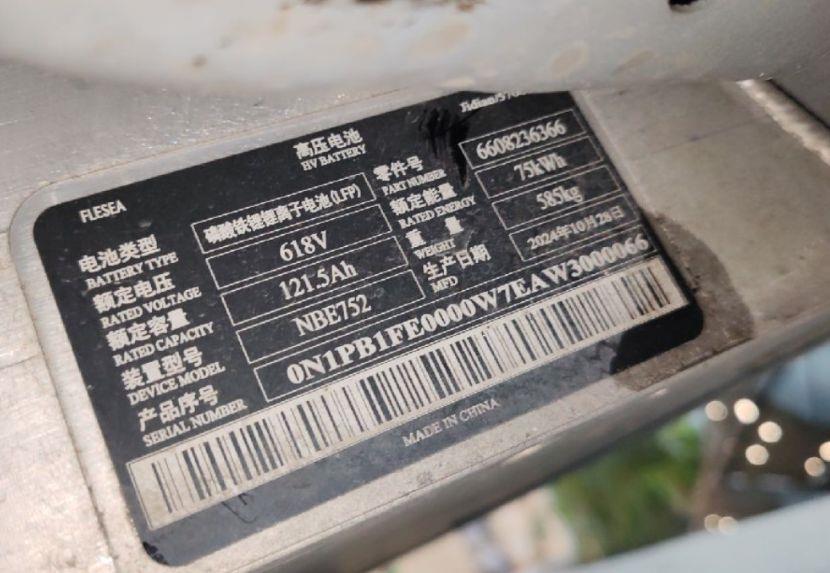 高压电池
HV BATTERY
FLESEA
电池类型
BATTERY TYPE
磷酸铁锂锂离子电池(LFP)
零件号
PART NUMBER
6608236366
额定电压
RATED VOLTAGE
618V
额定能量
RATED ENERGY
75kWh
额定容量
RATED CAPACITY
121.5Ah
重 量
WEIGHT
585kg
装置型号
DEVICE MODEL
NBE752
生产日期
MFD
2024年10月28日
产品序号
SERIAL NUMBER
0N1PB1FE0000W7EAW3000066
MADE IN CHINA